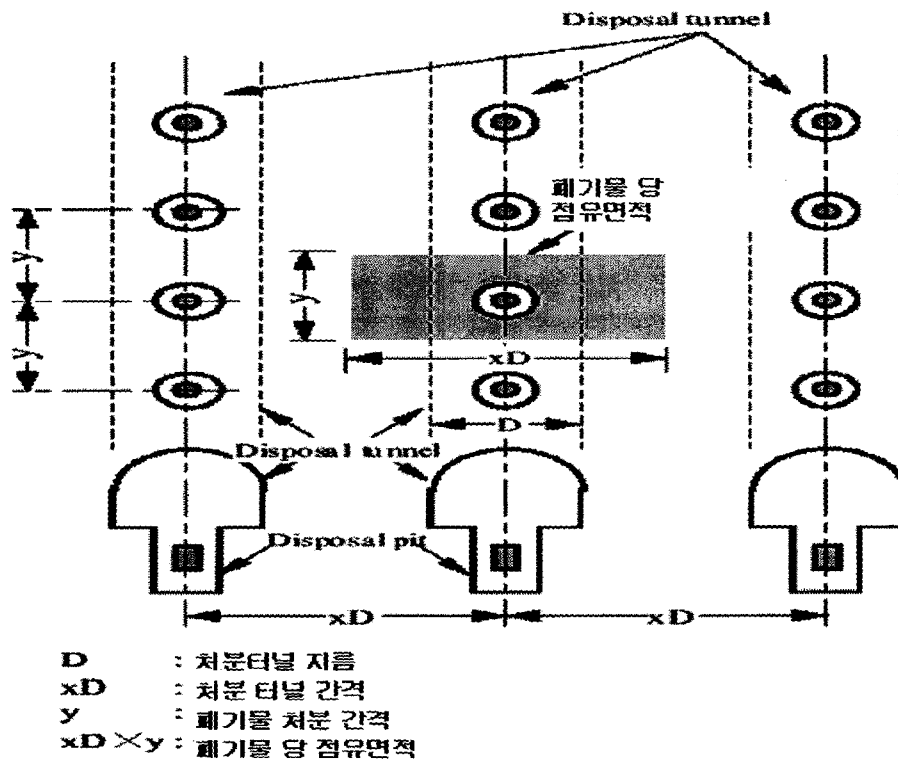 Disposal tunnel
폐기물 당
점유면적
y
y
y
xD
D
Disposal tunnel
Disposal pit
xD
xD
D : 처분터널 지름
xD : 처분 터널 간격
y : 폐기물 처분 간격
xD×y : 폐기물 당 점유면적